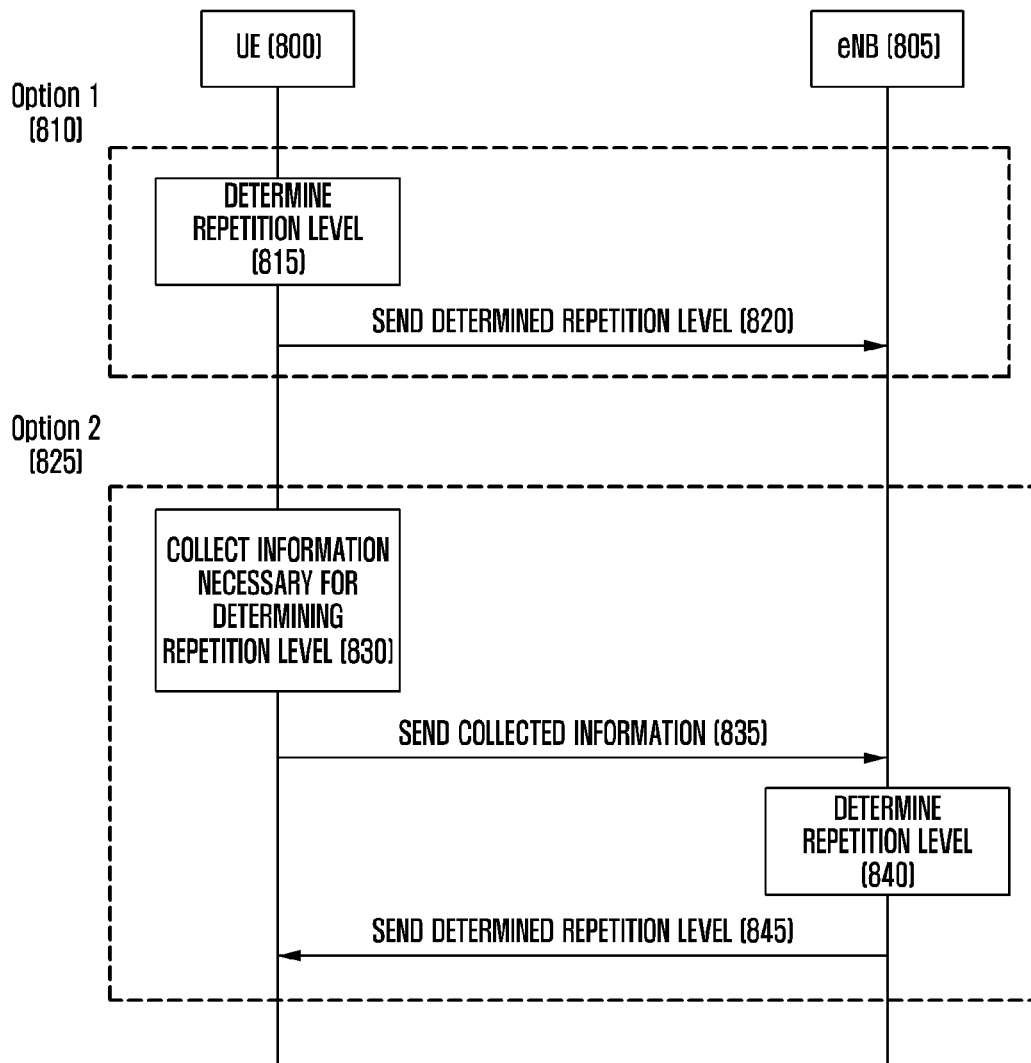 UE (800)
eNB (805)
Option 1
(810)
DETERMINE
REPETITION LEVEL
(815)
SEND DETERMINED REPETITION LEVEL (820)
Option 2
(825)
COLLECT INFORMATION
NECESSARY FOR
DETERMINING
REPETITION LEVEL (830)
SEND COLLECTED INFORMATION (835)
DETERMINE
REPETITION LEVEL
(840)
SEND DETERMINED REPETITION LEVEL (845)